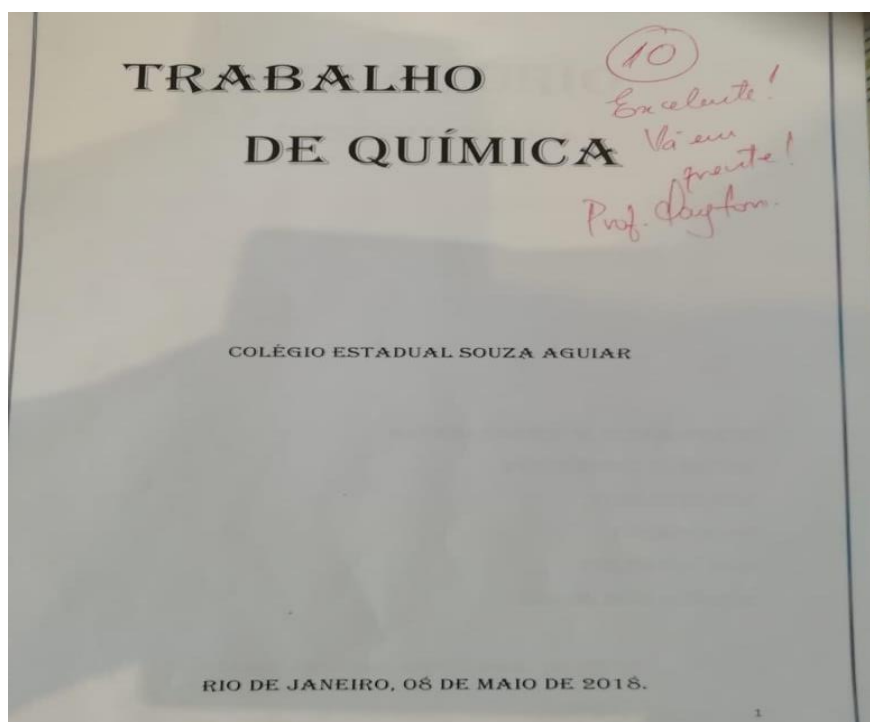 TRABALHO
DE QUÍMICA
10
Excelente!
Vá em
frente!
Prof.
COLÉGIO ESTADUAL SOUZA AGUIAR
RIO DE JANEIRO, 08 DE MAIO DE 2018.
1